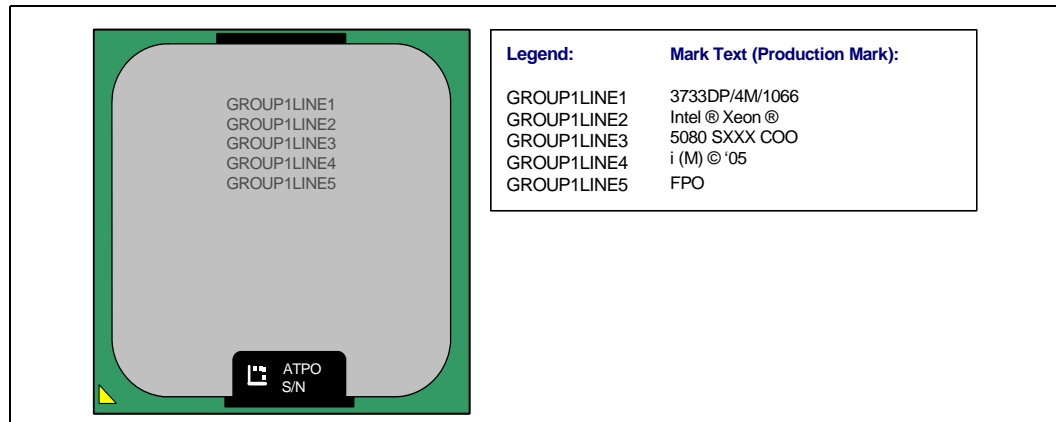 GROUP1LINE1
GROUP1LINE2
GROUP1LINE3
GROUP1LINE4
GROUP1LINE5
ATPO
S/N
Legend: Mark Text (Production Mark):
GROUP1LINE1 3733DP/4M/1066
GROUP1LINE2 Intel ® Xeon ®
GROUP1LINE3 5080 SXXX COO
GROUP1LINE4 i (M) © ‘05
GROUP1LINE5 FPO